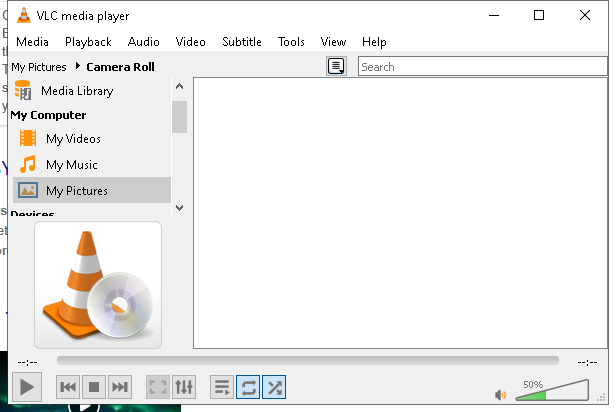 VLC media player
Media Playback Audio Video Subtitle Tools View Help
My Pictures Camera Roll
Search
Media Library
My Computer
My Videos
My Music
My Pictures
Devices
--:--
--:--
50%